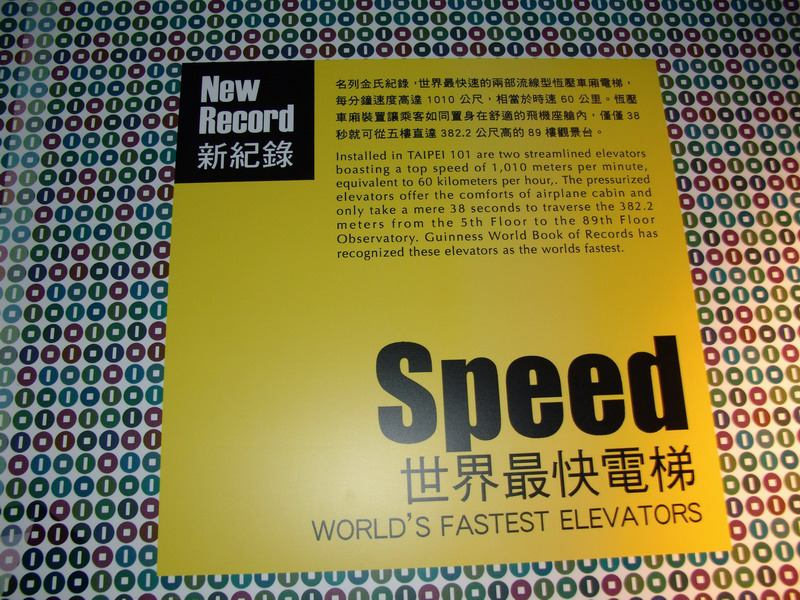 New
Record
新紀錄
名列金氏紀錄，世界最快速的兩部流線型恆壓車廂電梯，
每分鐘速度高達 1010 公尺，相當於時速 60 公里。恆壓
車廂裝置讓乘客如同置身在舒適的飛機座艙內，僅僅 38
秒就可從五樓直達 382.2 公尺高的 89 樓觀景台。
Installed in TAIPEI 101 are two streamlined elevators
boasting a top speed of 1,010 meters per minute,
equivalent to 60 kilometers per hour,. The pressurized
elevators offer the comforts of airplane cabin and
only take a mere 38 seconds to traverse the 382.2
meters from the 5th Floor to the 89th Floor
Observatory. Guinness World Book of Records has
recognized these elevators as the worlds fastest.
Speed
世界最快電梯
WORLD'S FASTEST ELEVATORS